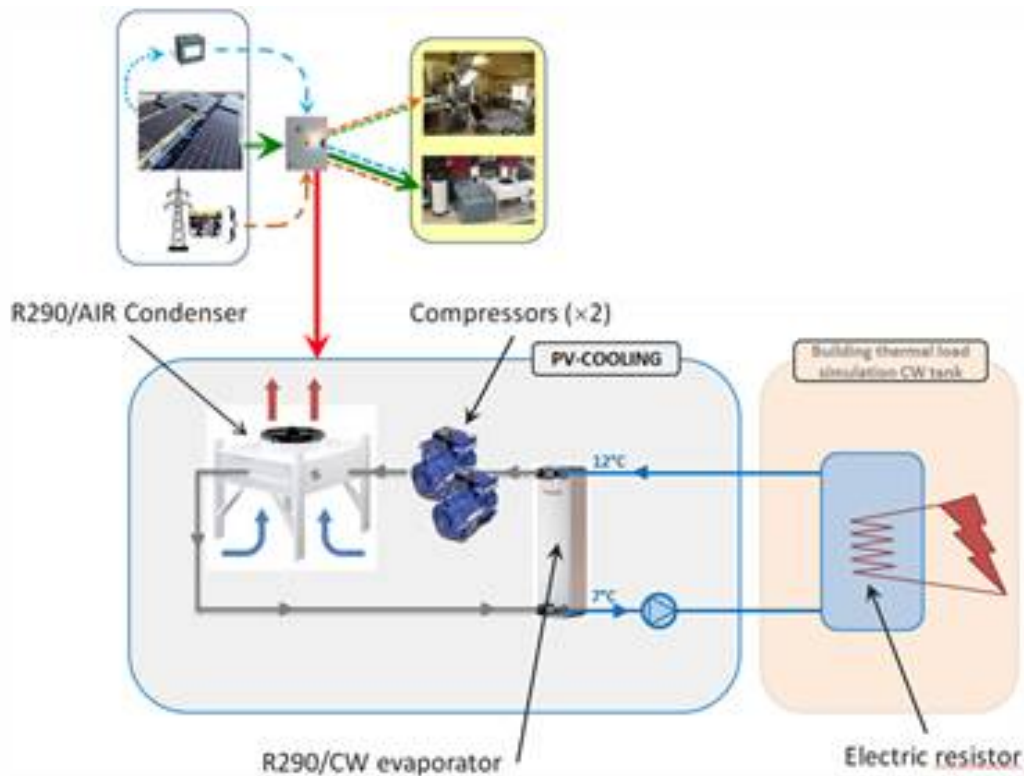 R290/AIR Condenser
Compressors (×2)
PV-COOLING
Building thermal load
simulation CW tank
12°C
7°C
R290/CW evaporator
Electric resistor